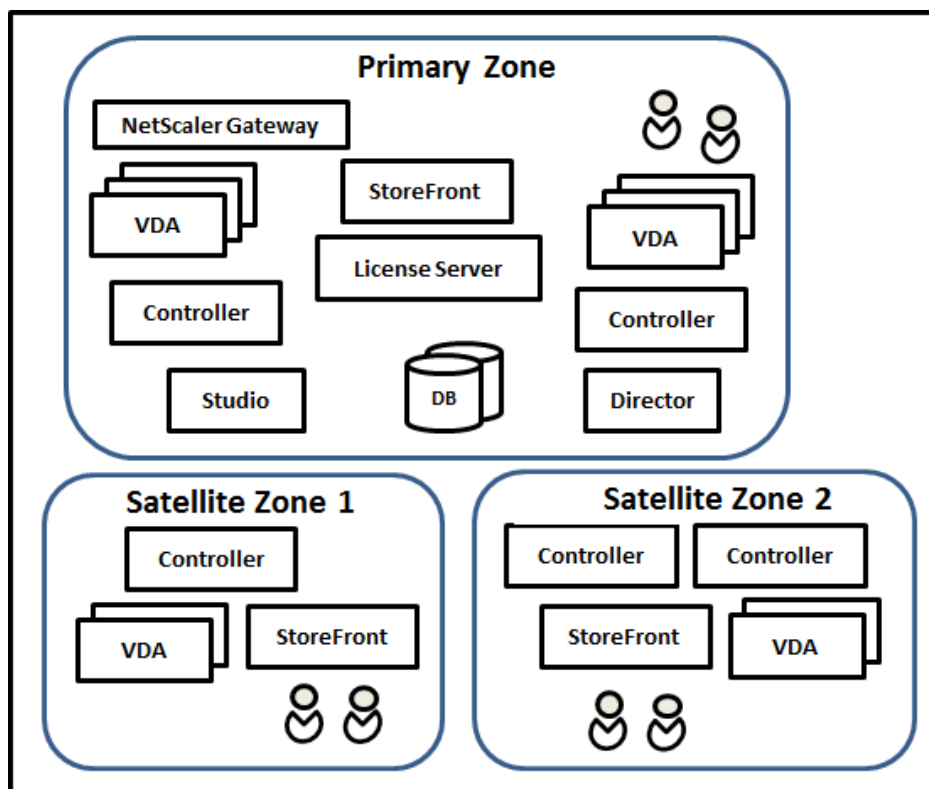 Primary Zone
NetScaler Gateway
StoreFront
VDA
VDA
License Server
Controller
Controller
Studio
DB
Director
Satellite Zone 1
Controller
VDA
StoreFront
Satellite Zone 2
Controller
Controller
StoreFront
VDA